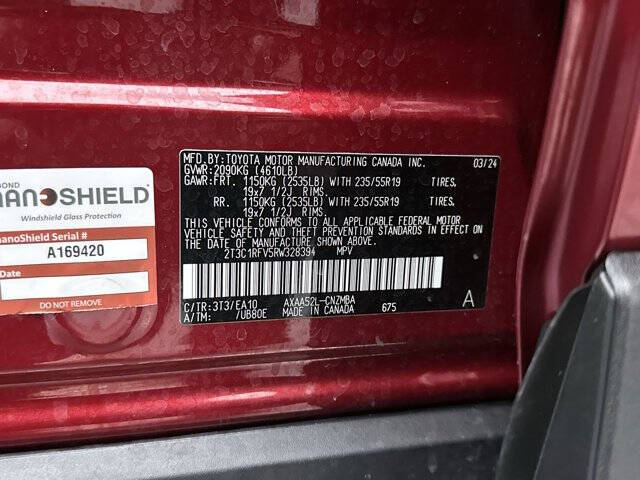 MFD.BY:TOYOTA MOTOR MANUFACTURING CANADA INC. 03/24
GVWR:2090KG (4610LB)
GAWR:FRT. 1150KG (2535LB) WITH 235/55R19 TIRES.
19x7 1/2J RIMS.
RR. 1150KG (2535LB) WITH 235/55R19 TIRES.
19x7 1/2J RIMS.
THIS VEHICLE CONFORMS TO ALL APPLICABLE FEDERAL MOTOR
VEHICLE SAFETY AND THEFT PREVENTION STANDARDS IN EFFECT
ON THE DATE OF MANUFACTURE SHOWN ABOVE.
2T3C1RFV5RW328394 MPV
C/TR:3T3/EA10 AXAA52L-CNZMBA A
A/TM: /UB80E MADE IN CANADA 675
BOND
NANOSHIELD
Windshield Glass Protection
nanoShield Serial #
A169420